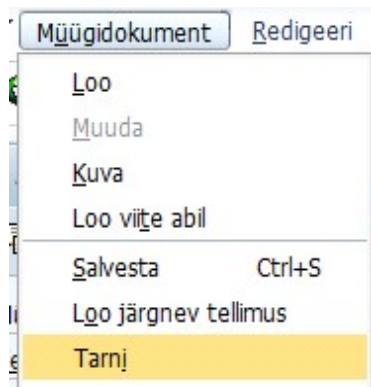 Müügidokument Redigeeri
Loo
Muuda
Kuva
Loo viite abil
Salvesta Ctrl+S
Loo järgnev tellimus
Tarni